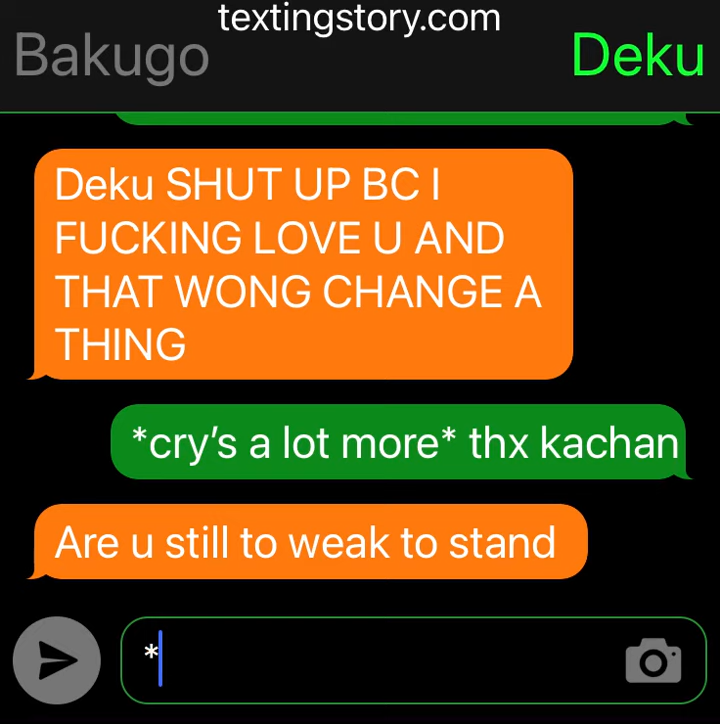 textingstory.com
Bakugo Deku
Deku SHUT UP BC I
FUCKING LOVE U AND
THAT WONG CHANGE A
THING
*cry’s a lot more* thx kachan
Are u still to weak to stand
*